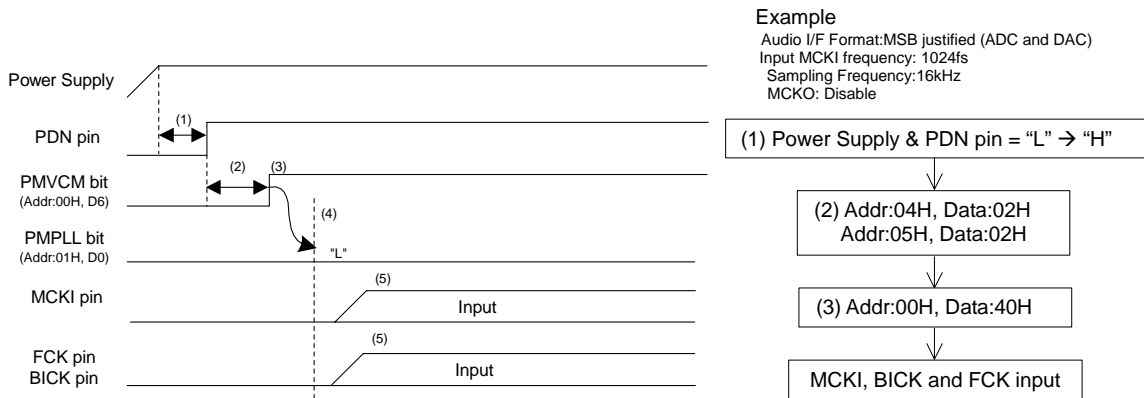 Example
Audio I/F Format:MSB justified (ADC and DAC)
Input MCKI frequency: 1024fs
Sampling Frequency:16kHz
MCKO: Disable
Power Supply
(1)
PDN pin
(2)
(3)
PMVCM bit
(Addr:00H, D6)
(4)
PMPLL bit
(Addr:01H, D0)
"L"
MCKI pin
(5)
Input
FCK pin
BICK pin
(5)
Input
(1) Power Supply & PDN pin = “L” → “H”
(2) Addr:04H, Data:02H
Addr:05H, Data:02H
(3) Addr:00H, Data:40H
MCKI, BICK and FCK input